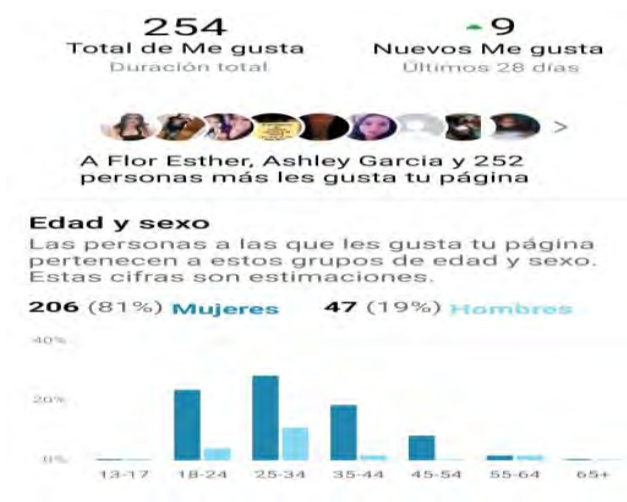 254
Total de Me gusta
Duración total
9
Nuevos Me gusta
Últimos 28 días
>
A Flor Esther, Ashley Garcia y 252
personas más les gusta tu página
Edad y sexo
Las personas a las que les gusta tu página
pertenecen a estos grupos de edad y sexo.
Estas cifras son estimaciones.
206 (81%) Mujeres 47 (19%) Hombres
40%
20%
0%
13-17 18-24 25-34 35-44 45-54 55-64 65+